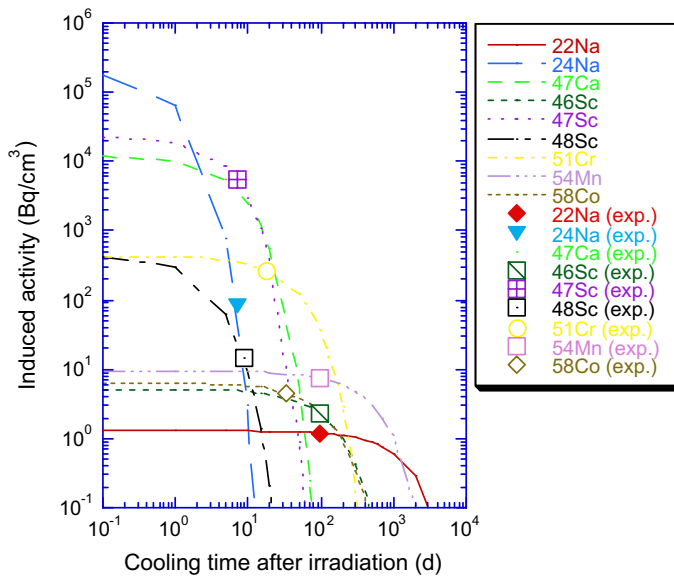 10^6
10^5
10^4
10^3
10^2
10^1
10^0
10^-1
Induced activity (Bq/cm^3)
10^-1 10^0 10^1 10^2 10^3 10^4
Cooling time after irradiation (d)
22Na
24Na
47Ca
46Sc
47Sc
48Sc
51Cr
54Mn
58Co
22Na (exp.)
24Na (exp.)
47Ca (exp.)
46Sc (exp.)
47Sc (exp.)
48Sc (exp.)
51Cr (exp.)
54Mn (exp.)
58Co (exp.)